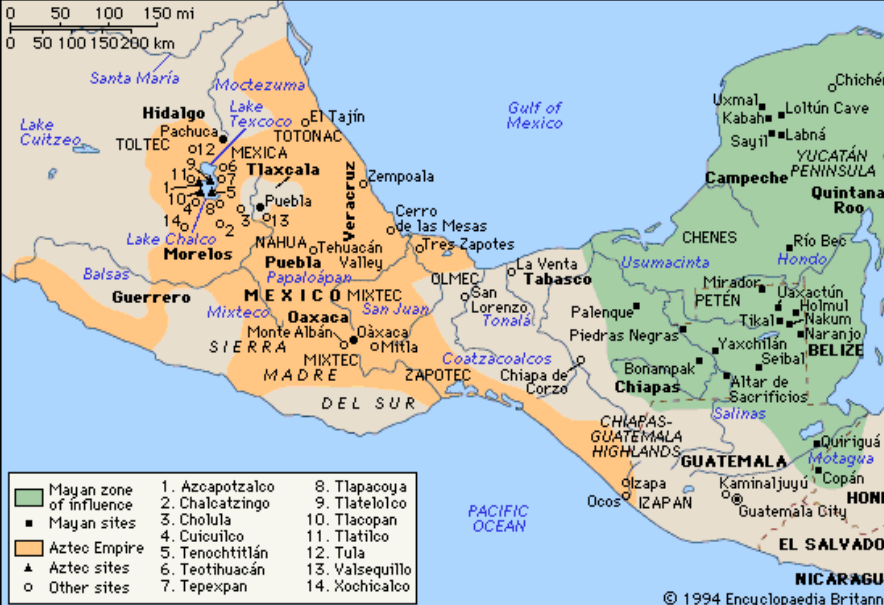 0 50 100 150 mi
0 50 100 150 200 km
Santa María
Moctezuma
Lake
Texcoco
Hidalgo
Pachuca
Lake
Cuitzeo
TOLTEC
12
El Tajín
TOTONAC
MEXICA
9
6
11
7
1
5
10
4
8
14
2
3
13
Tlaxcala
Puebla
Veracruz
Zempoala
Lake Chalco
Morelos
NAHUA
Tehuacán
Valley
Puebla
Papaloápan
Cerro
de las Mesas
Tres Zapotes
Balsas
Guerrero
MEXICO
MIXTEC
Mixteco
San Juan
Oaxaca
Monte Albán
Oàxaca
Mitla
MIXTEC
SIERRA
MADRE
DEL SUR
ZAPOTEC
OLMEC
San
Lorenzo
La Venta
Tabasco
Tonalá
Coatzacoalcos
Chiapa de
Corzo
Gulf of
Mexico
Chichén
Uxmal
Kabah
Loltún Cave
Sayil
Labná
YUCATÁN
PENINSULA
Campeche
Quintana
Roo
CHENES
Río Bec
Usumacinta
Hondo
Mirador
PETÉN
Uaxactún
Holmul
Tikal
Nakum
Naranjo
Palenque
Piedras Negras
Yaxchilán
Seibal
BELIZE
Bonampak
Chiapas
Altar de
Sacrificios
Salinas
CHIAPAS-
GUATEMALA
HIGHLANDS
GUATEMALA
Quiriguá
Motagua
Copán
Kaminaljuyú
Guatemala City
Izapa
Ocos
IZAPAN
HOND
EL SALVADO
NICARAGU
PACIFIC
OCEAN
Mayan zone
of influence
Mayan sites
Aztec Empire
Aztec sites
Other sites
1. Azcapotzalco
2. Chalcatzingo
3. Cholula
4. Cuicuilco
5. Tenochtitlán
6. Teotihuacán
7. Tepexpan
8. Tlapacoya
9. Tlatelolco
10. Tlacopan
11. Tlatilco
12. Tula
13. Valsequillo
14. Xochicalco
© 1994 Encyclopaedia Britann